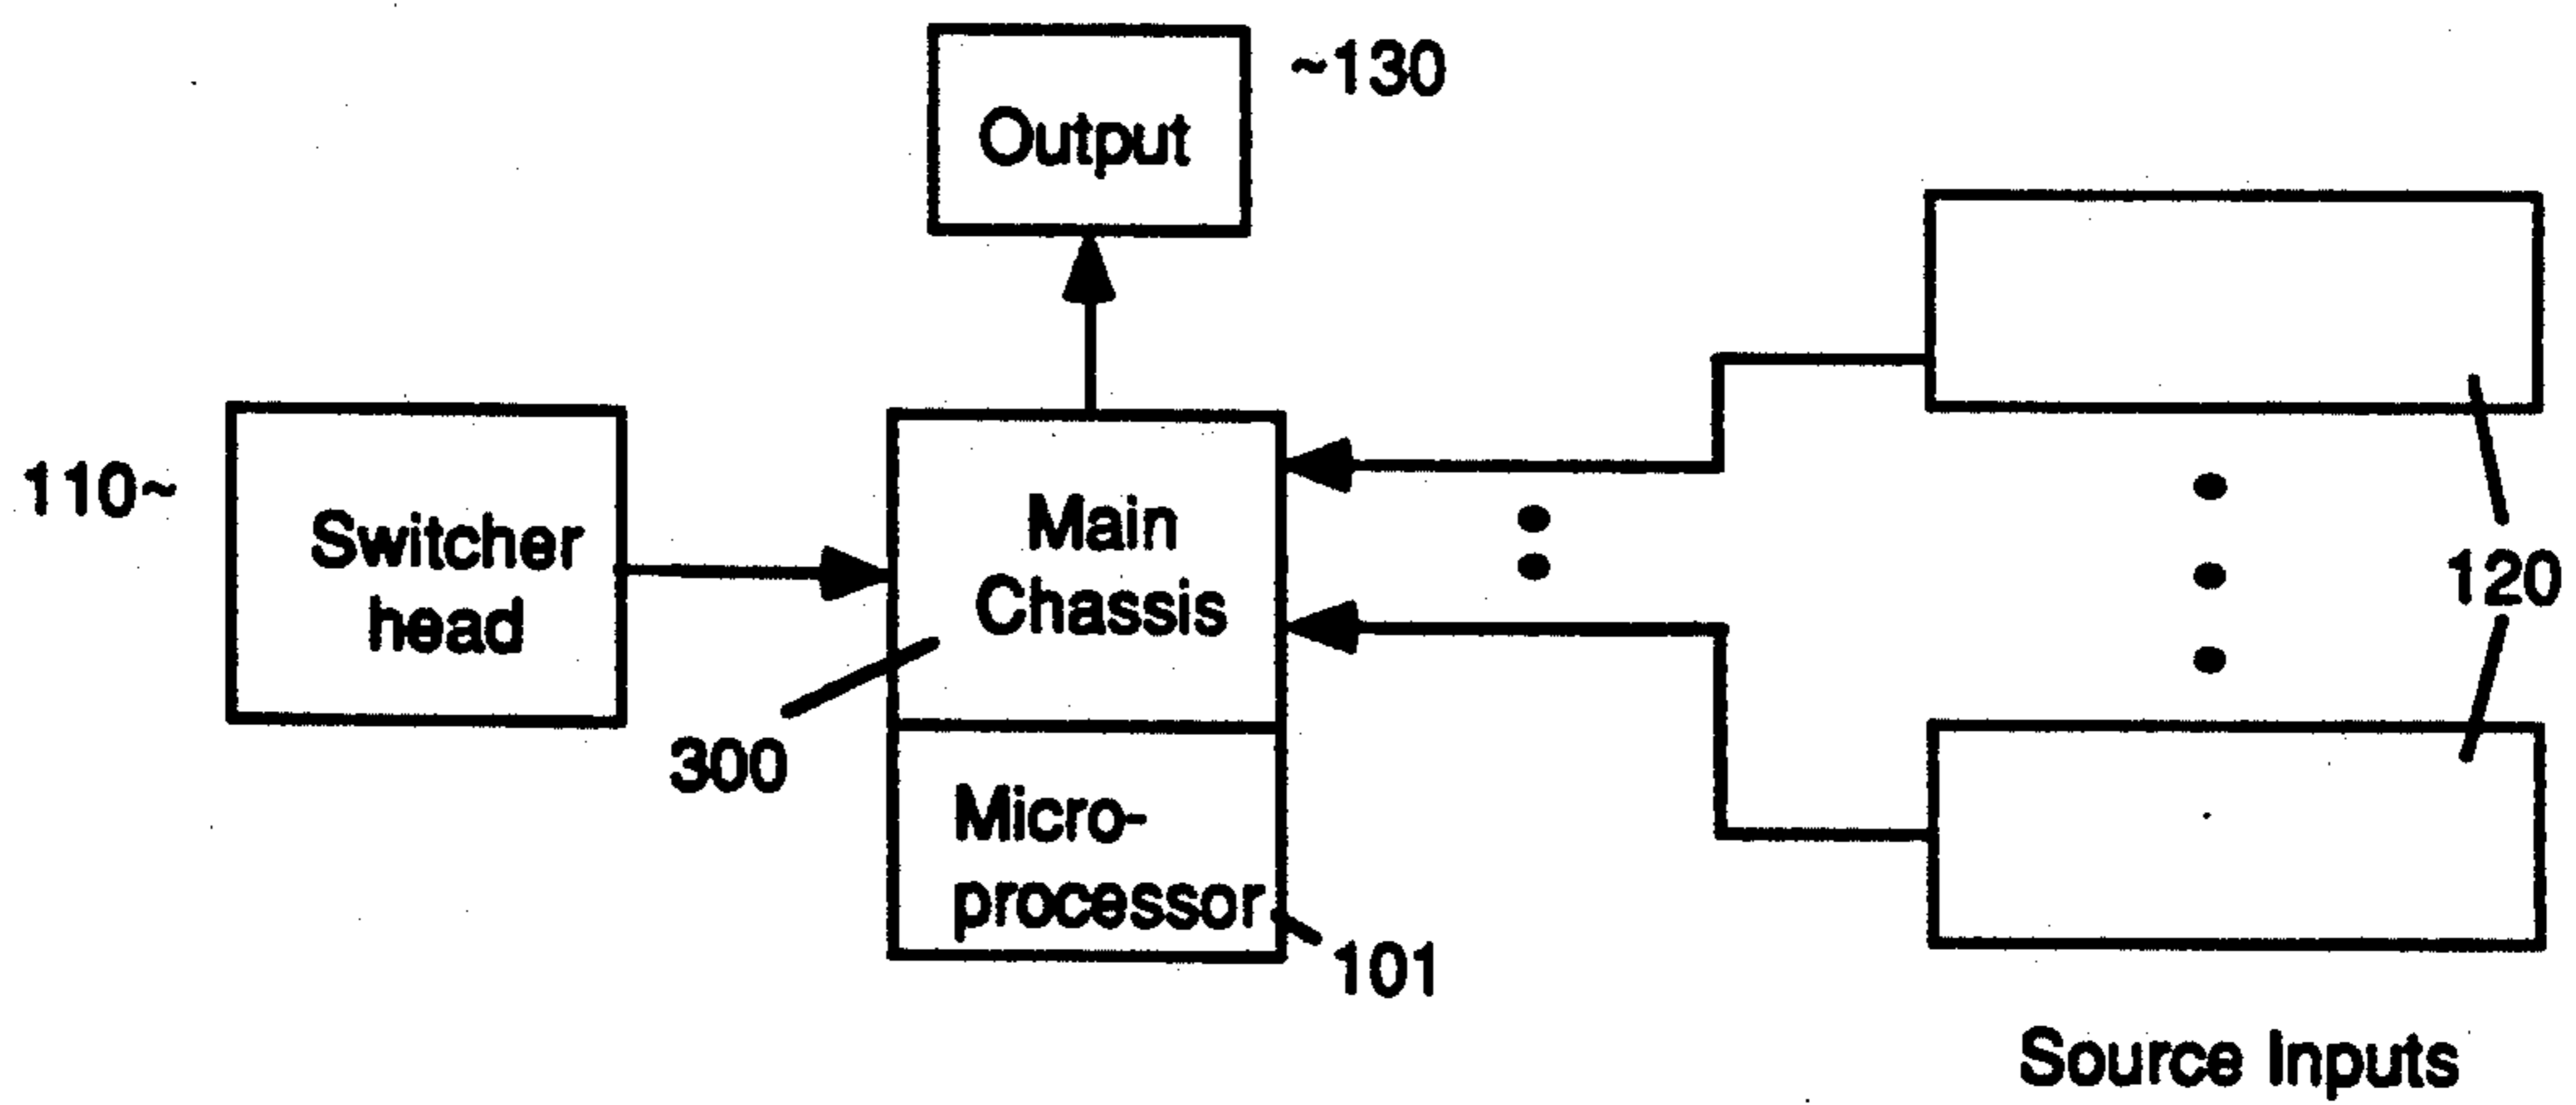 Output
~130
110~
Switcher
head
Main
Chassis
300
Micro-
processor
101
120
Source Inputs